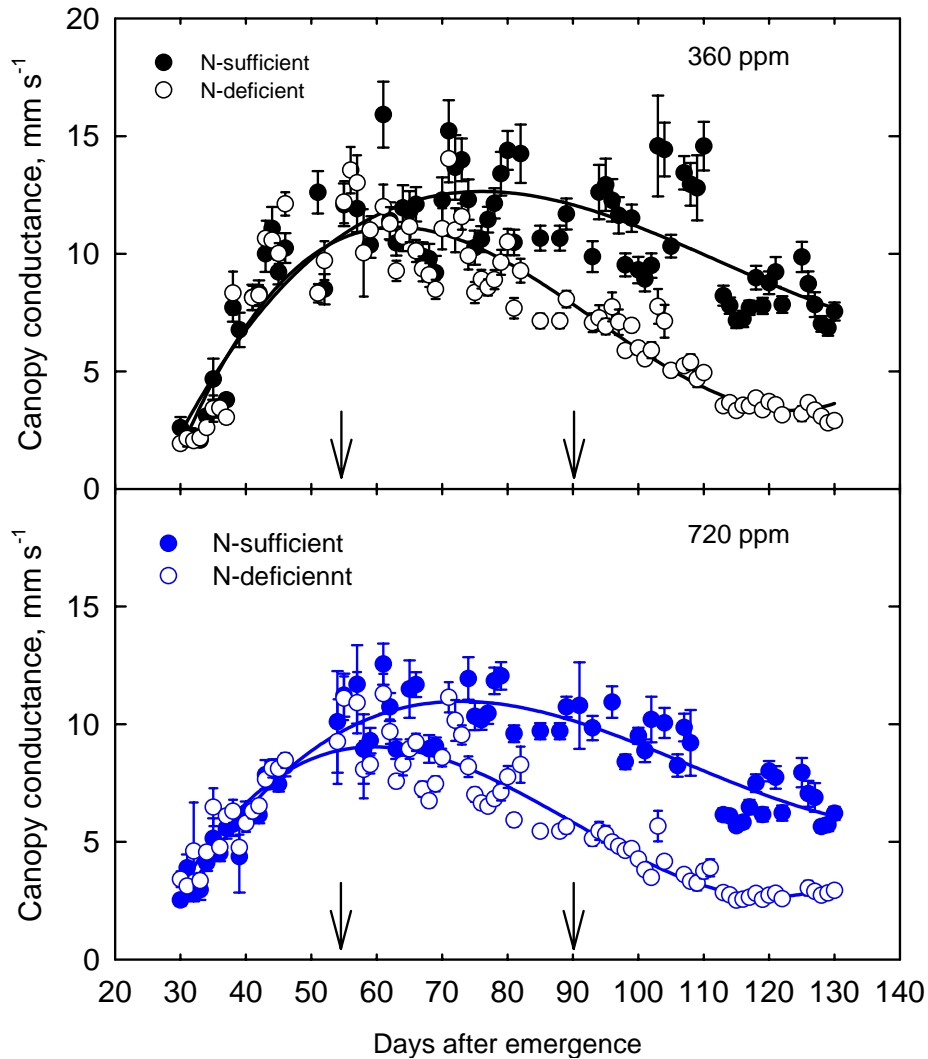 20
N-sufficient
360 ppm
N-deficient
15
10
5
0
Canopy conductance, mm s-1
N-sufficient
720 ppm
N-deficiennt
15
10
5
0
Canopy conductance, mm s-1
20 30 40 50 60 70 80 90 100 110 120 130 140
Days after emergence